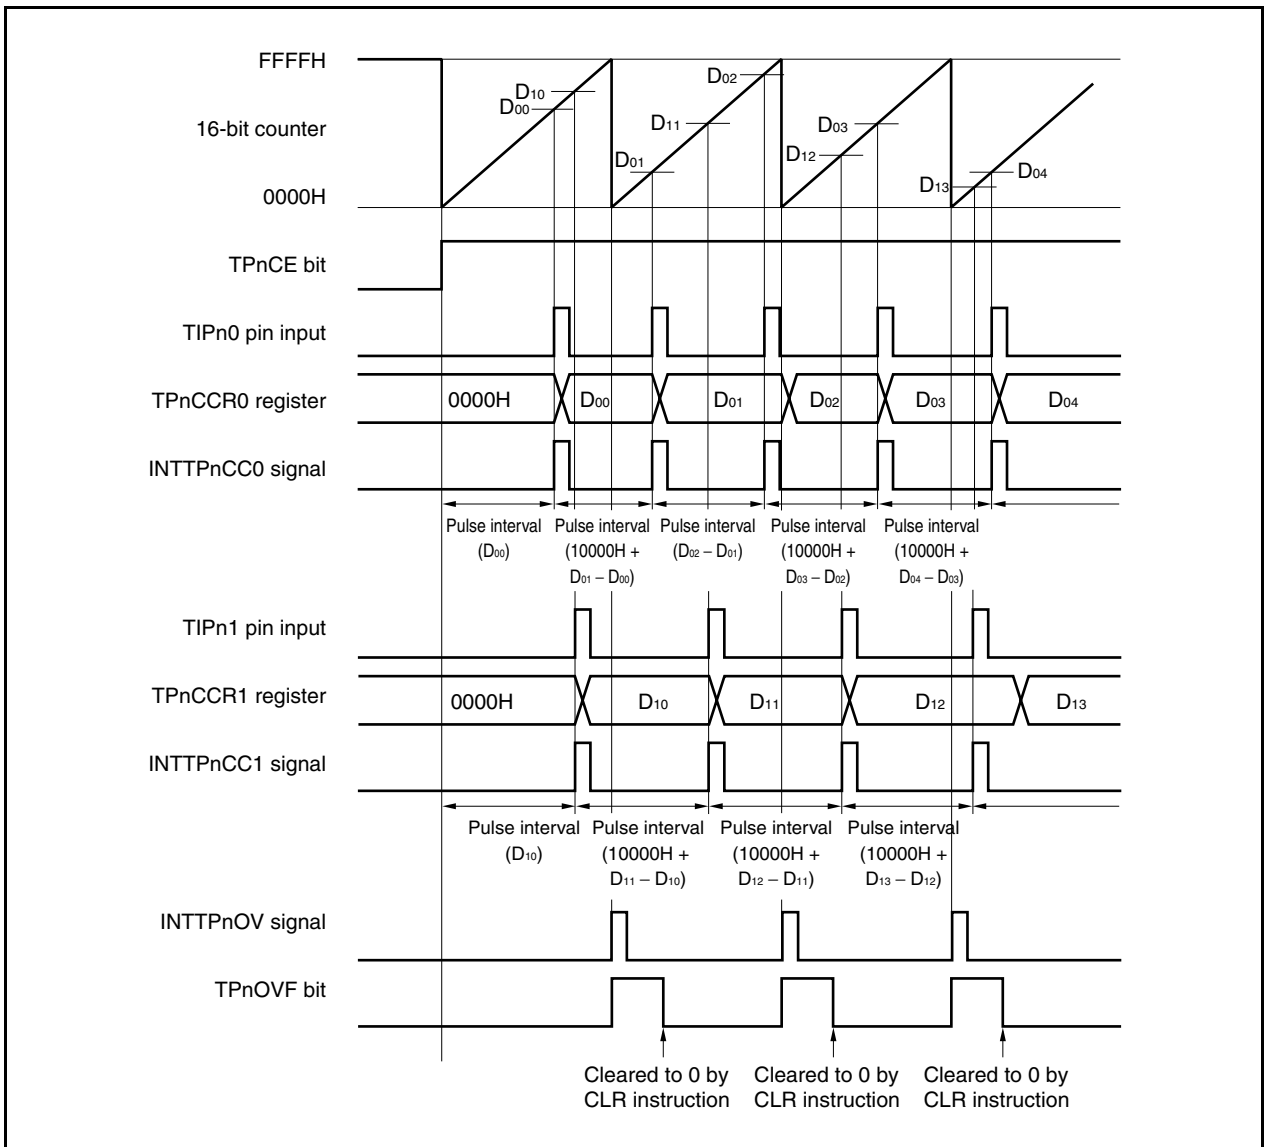 FFFFH
D10
D02
D00
16-bit counter
D11
D03
D01
D12
0000H
D13
D04
TPnCE bit
TIPn0 pin input
TPnCCR0 register
0000H
D00
D01
D02
D03
D04
INTTPnCC0 signal
Pulse interval
(D00)
Pulse interval
(10000H +
D01 – D00)
Pulse interval
(D02 – D01)
Pulse interval
(10000H +
D03 – D02)
Pulse interval
(10000H +
D04 – D03)
TIPn1 pin input
TPnCCR1 register
0000H
D10
D11
D12
D13
INTTPnCC1 signal
Pulse interval
(D10)
Pulse interval
(10000H +
D11 – D10)
Pulse interval
(10000H +
D12 – D11)
Pulse interval
(10000H +
D13 – D12)
INTTPnOV signal
TPnOVF bit
Cleared to 0 by
CLR instruction
Cleared to 0 by
CLR instruction
Cleared to 0 by
CLR instruction